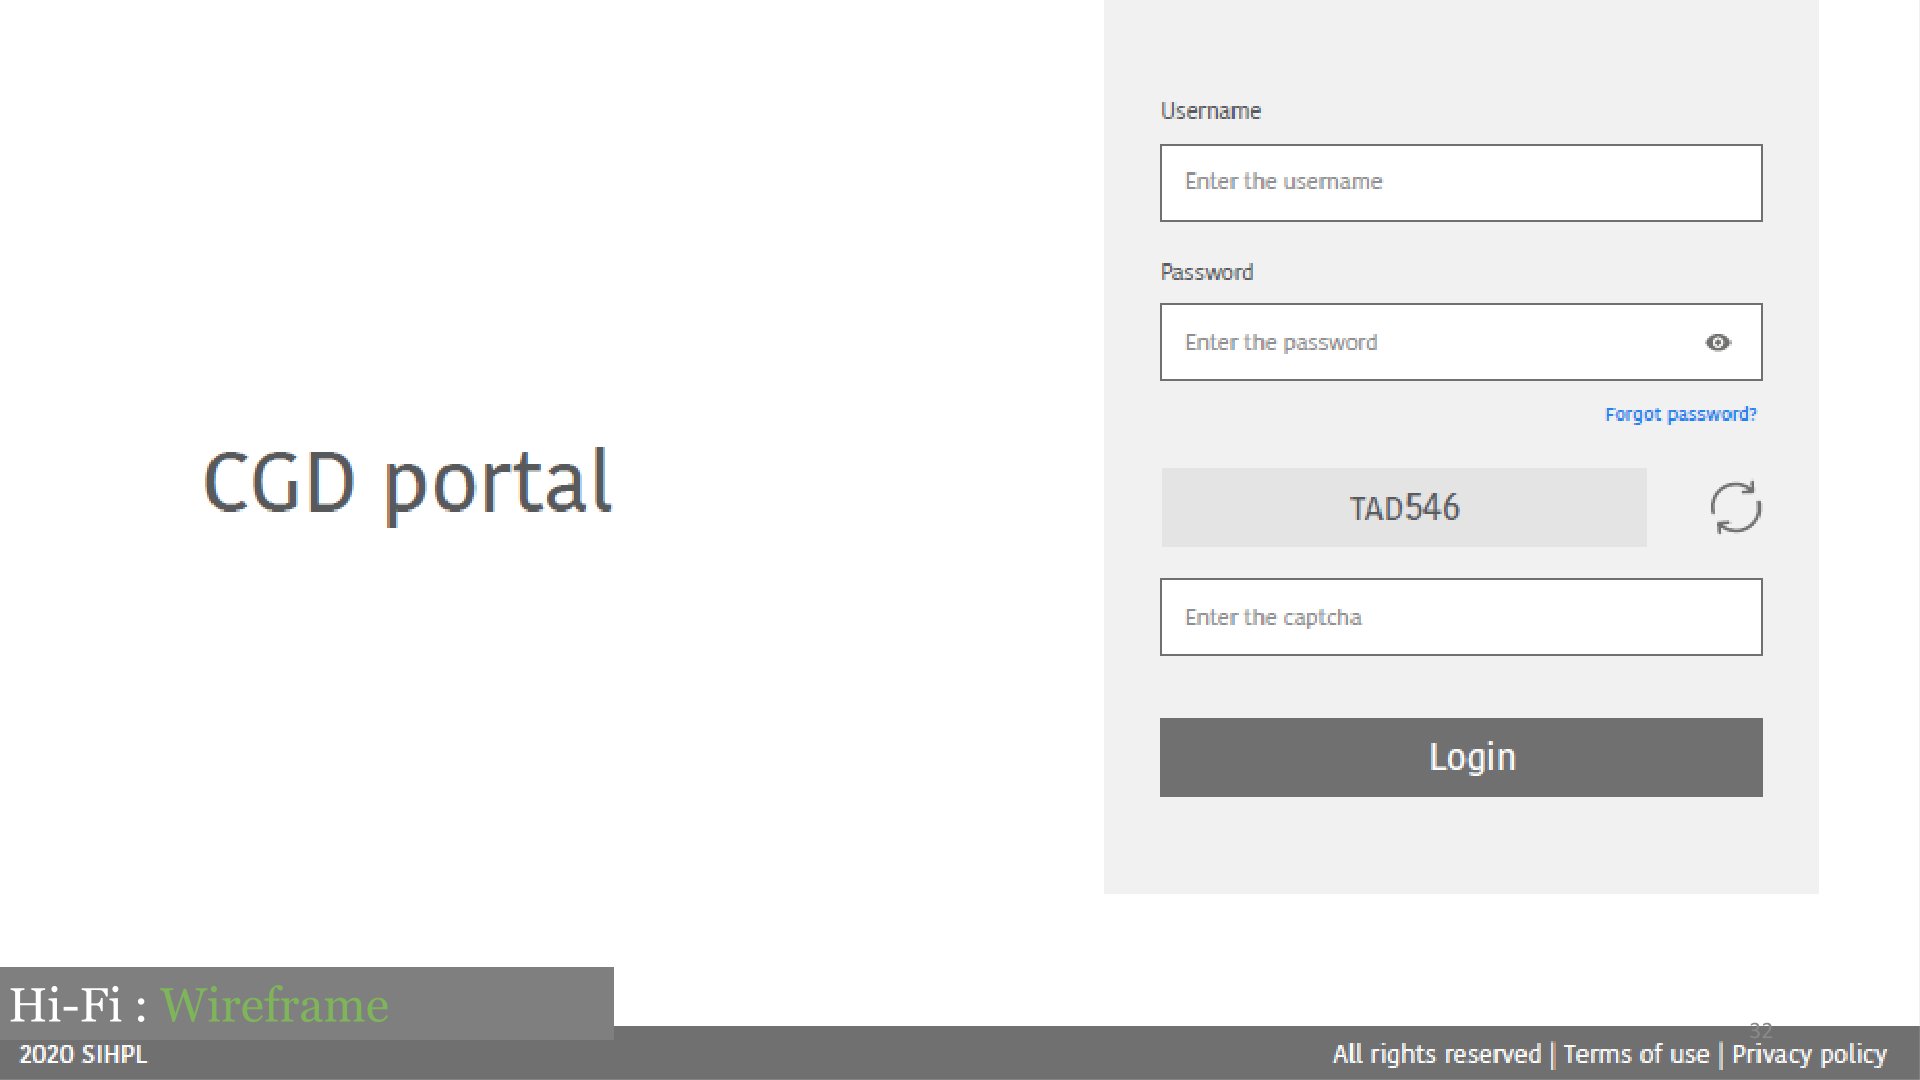 CGD portal
Username
Enter the username
Password
Enter the password
Forgot password?
TAD546
Enter the captcha
Login
Hi-Fi : Wireframe
32
2020 SIHPL
All rights reserved | Terms of use | Privacy policy